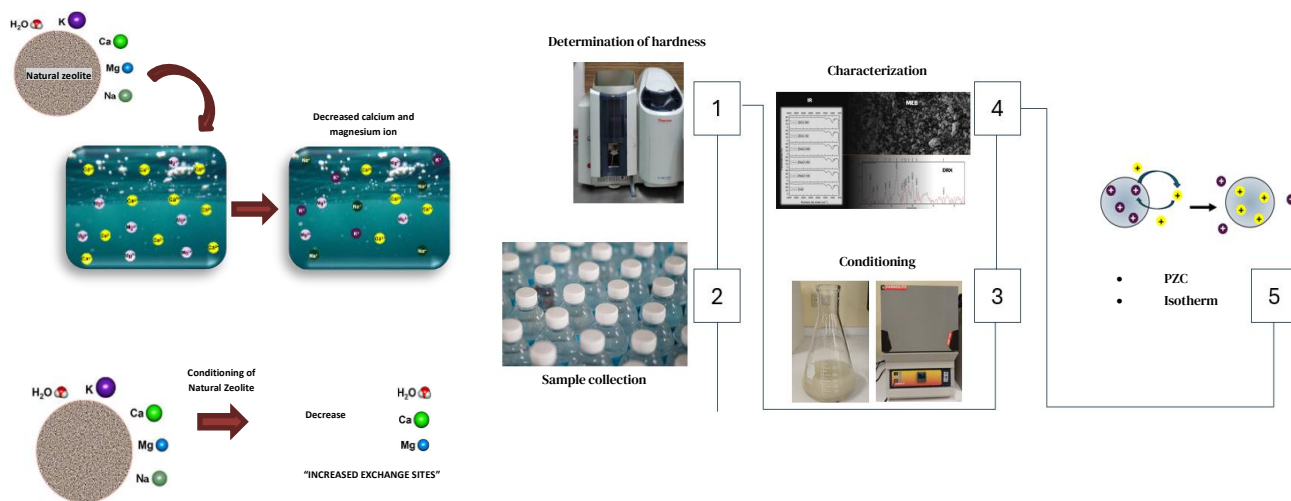 H₂O
K
Ca
Natural zeolite
Mg
Na
Decreased calcium and
magnesium ion
Conditioning of
Natural Zeolite
H₂O
K
Ca
Mg
Na
Decrease
H₂O
Ca
Mg
“INCREASED EXCHANGE SITES”
Determination of hardness
1
2
Sample collection
Characterization
IR
MEB
DRX
4
Conditioning
3
+
+
+
+
+
+
+
+
+
+
+
+
+
+
• PZC
• Isotherm
5